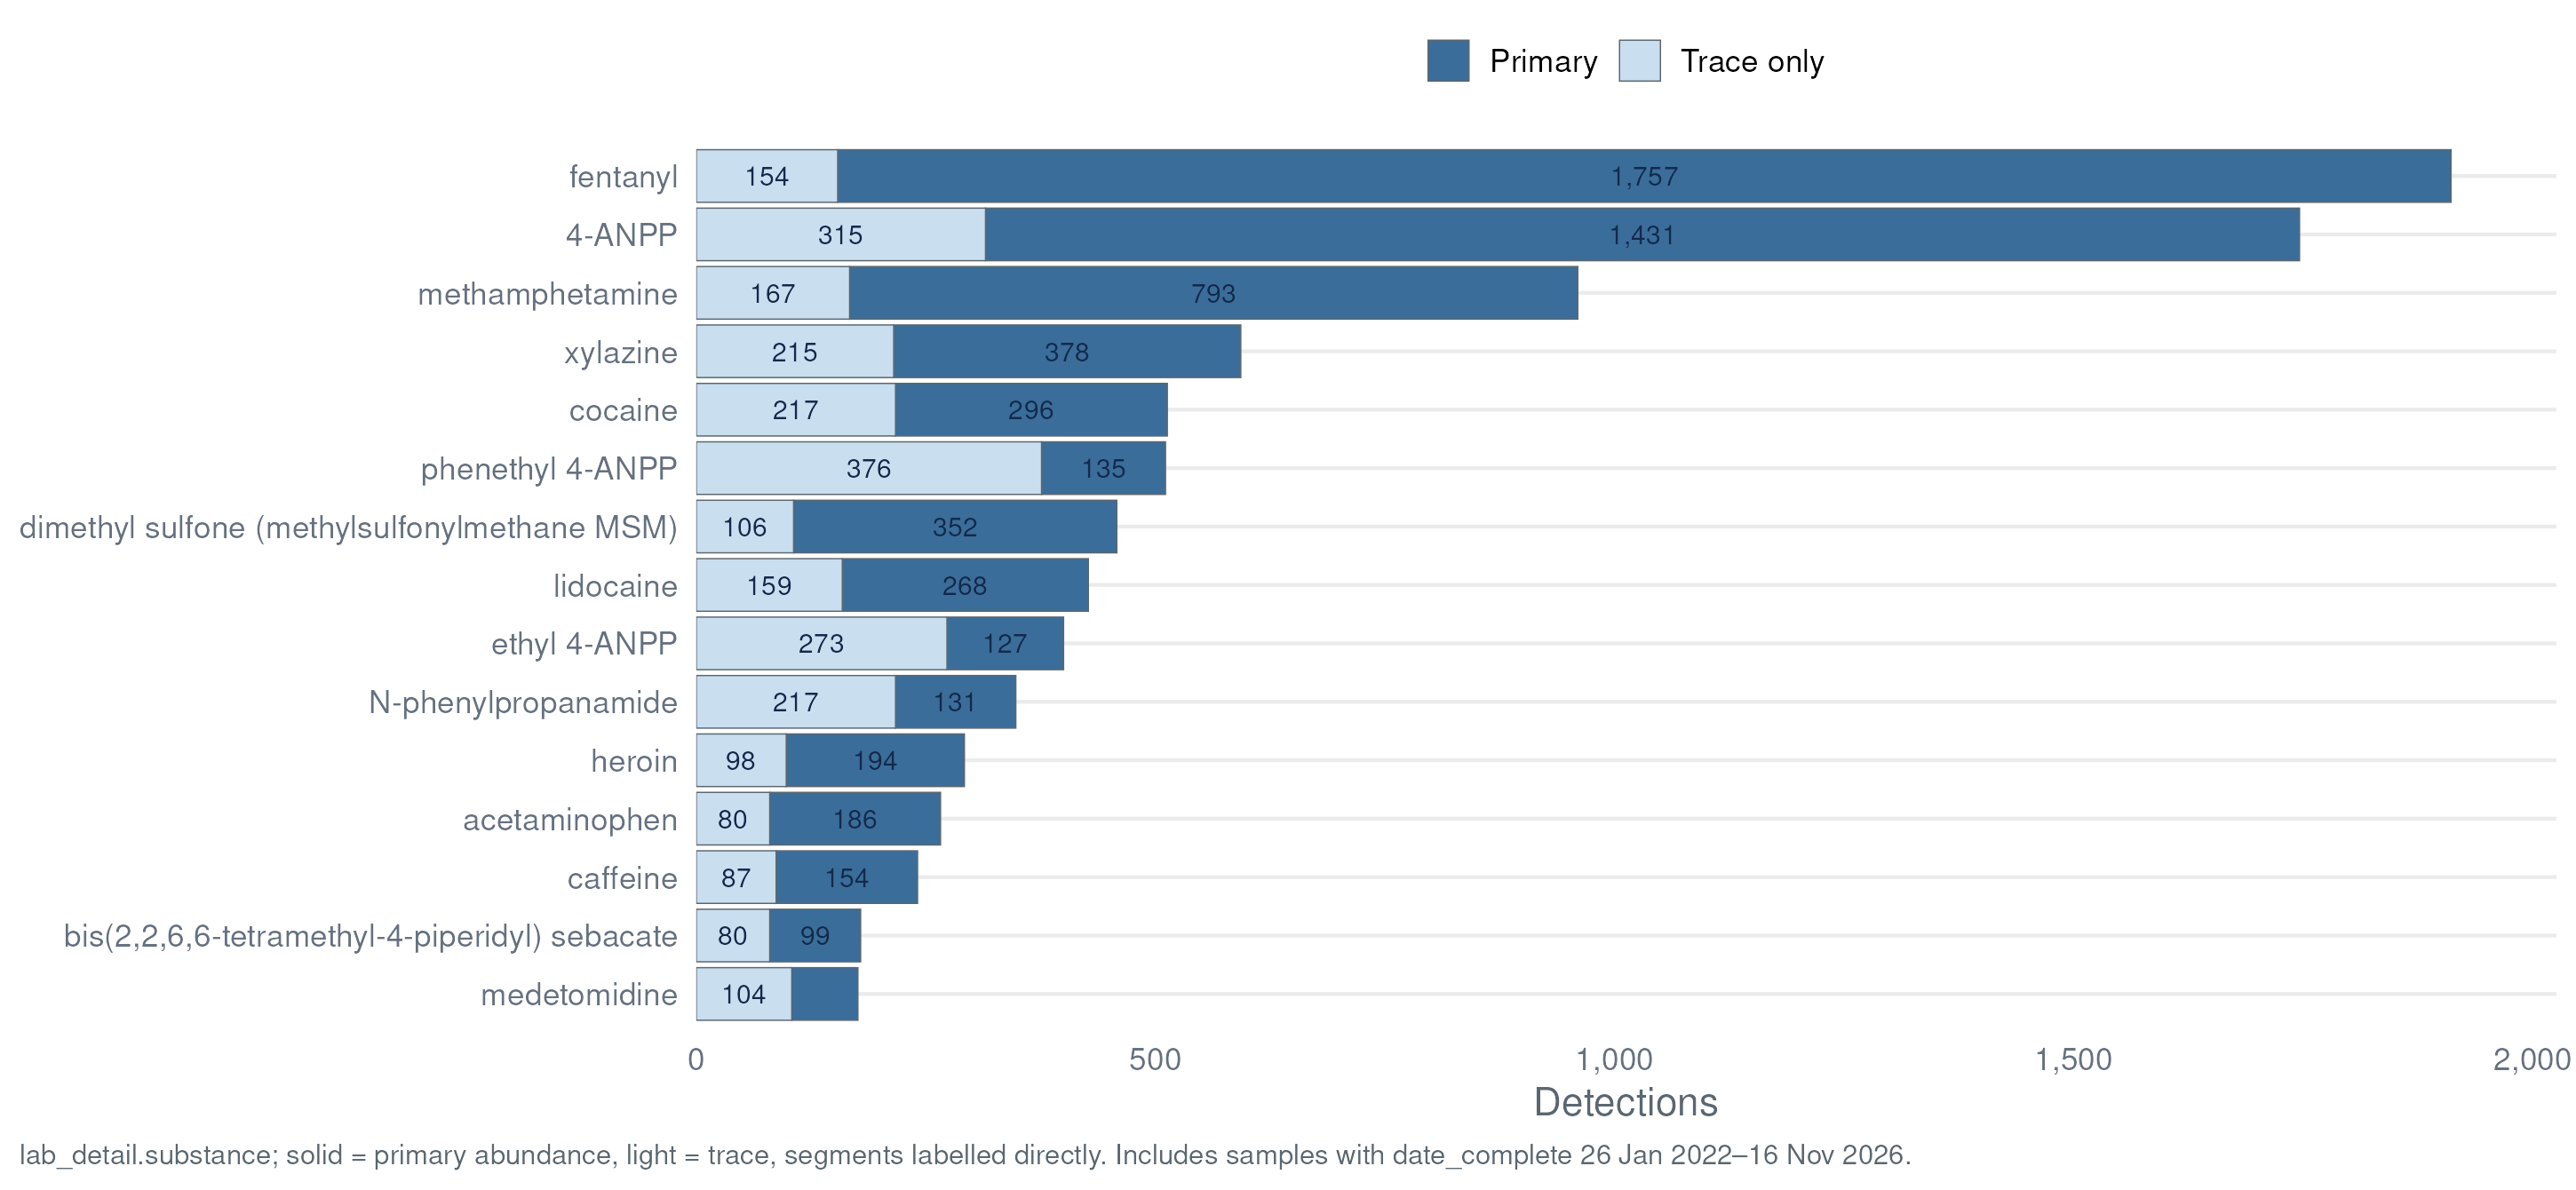 Primary Trace only
fentanyl 154 1,757
4-ANPP 315 1,431
methamphetamine 167 793
xylazine 215 378
cocaine 217 296
phenethyl 4-ANPP 376 135
dimethyl sulfone (methylsulfonylmethane MSM) 106 352
lidocaine 159 268
ethyl 4-ANPP 273 127
N-phenylpropanamide 217 131
heroin 98 194
acetaminophen 80 186
caffeine 87 154
bis(2,2,6,6-tetramethyl-4-piperidyl) sebacate 80 99
medetomidine 104
0 500 1,000 1,500 2,000
Detections
lab_detail.substance; solid = primary abundance, light = trace, segments labelled directly. Includes samples with date_complete 26 Jan 2022–16 Nov 2026.